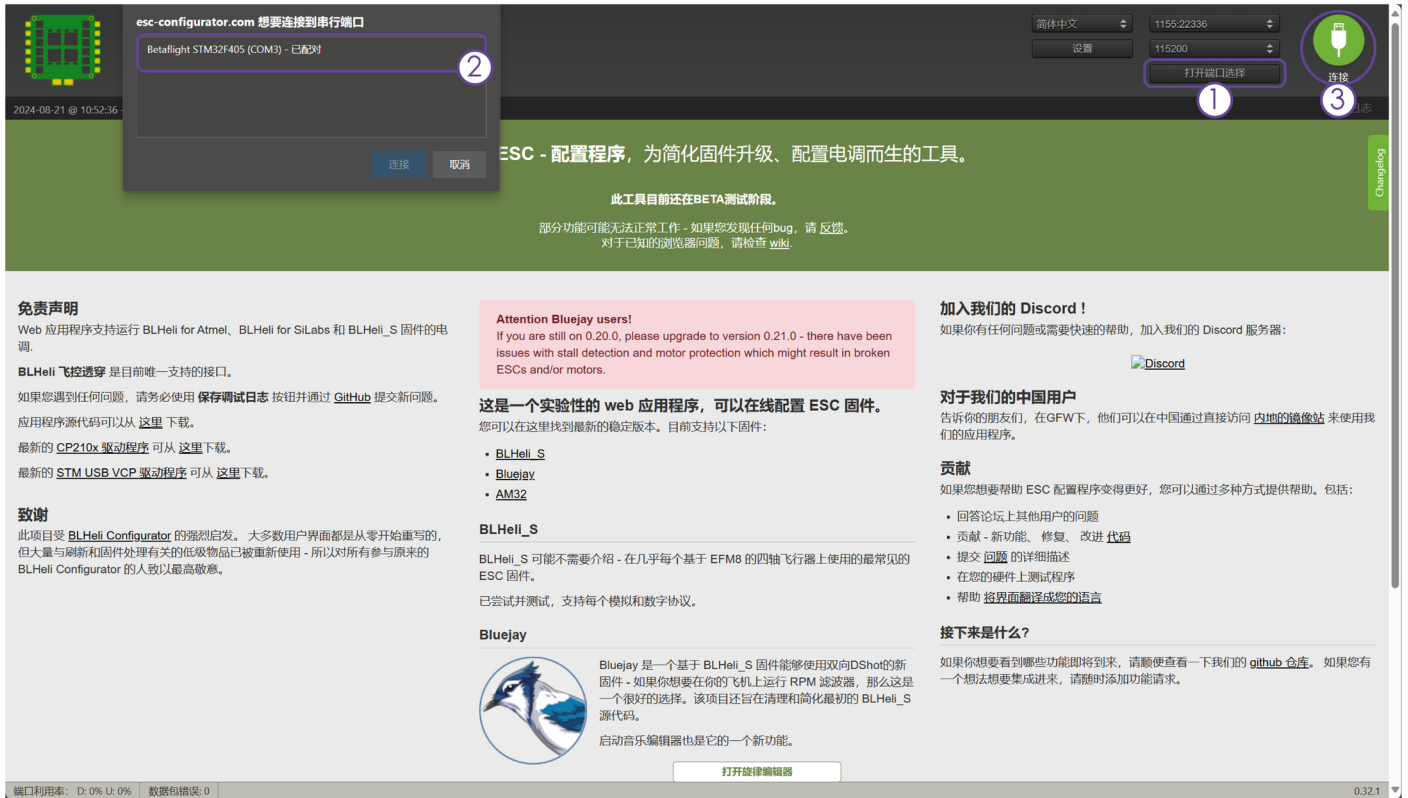 esc-configurator.com 想要连接到串行端口
Betaflight STM32F405 (COM3) - 已配对
2
连接
取消
简体中文
设置
1155:22336
115200
打开端口选择
1
连接
3
2024-08-21 @ 10:52:36 -
志
Changelog
ESC - 配置程序，为简化固件升级、配置电调而生的工具。
此工具目前还在BETA测试阶段。
部分功能可能无法正常工作 - 如果您发现任何bug，请 反馈。
对于已知的浏览器问题，请检查 wiki.
免责声明
Web 应用程序支持运行 BLHeli for Atmel、BLHeli for SiLabs 和 BLHeli_S 固件的电
调.
BLHeli 飞控透穿 是目前唯一支持的接口。
如果您遇到任何问题，请务必使用 保存调试日志 按钮并通过 GitHub 提交新问题。
应用程序源代码可以从 这里 下载。
最新的 CP210x 驱动程序 可从 这里下载。
最新的 STM USB VCP 驱动程序 可从 这里下载。
致谢
此项目受 BLHeli Configurator 的强烈启发。 大多数用户界面都是从零开始重写的，
但大量与刷新和固件处理有关的低级物品已被重新使用 - 所以对所有参与原来的
BLHeli Configurator 的人致以最高敬意。
Attention Bluejay users!
If you are still on 0.20.0, please upgrade to version 0.21.0 - there have been
issues with stall detection and motor protection which might result in broken
ESCs and/or motors.
这是一个实验性的 web 应用程序，可以在线配置 ESC 固件。
您可以在这里找到最新的稳定版本。目前支持以下固件：
• BLHeli_S
• Bluejay
• AM32
BLHeli_S
BLHeli_S 可能不需要介绍 - 在几乎每个基于 EFM8 的四轴飞行器上使用的最常见的
ESC 固件。
已尝试并测试，支持每个模拟和数字协议。
Bluejay
Bluejay 是一个基于 BLHeli_S 固件能够使用双向DShot的新
固件 - 如果你想要在你的飞机上运行 RPM 滤波器，那么这是
一个很好的选择。该项目还旨在清理和简化最初的 BLHeli_S
源代码。
启动音乐编辑器也是它的一个新功能。
打开旋律编辑器
加入我们的 Discord！
如果你有任何问题或需要快速的帮助，加入我们的 Discord 服务器：
Discord
对于我们的中国用户
告诉你的朋友们，在GFW下，他们可以在中国通过直接访问 内地的镜像站 来使用我
们的应用程序。
贡献
如果您想要帮助 ESC 配置程序变得更好，您可以通过多种方式提供帮助。包括：
• 回答论坛上其他用户的问题
• 贡献 - 新功能、 修复、 改进 代码
• 提交 问题 的详细描述
• 在您的硬件上测试程序
• 帮助 将界面翻译成您的语言
接下来是什么?
如果你想要看到哪些功能即将到来，请顺便查看一下我们的 github 仓库。 如果您有
一个想法想要集成进来，请随时添加功能请求。
端口利用率： D: 0% U: 0%
数据包错误: 0
0.32.1